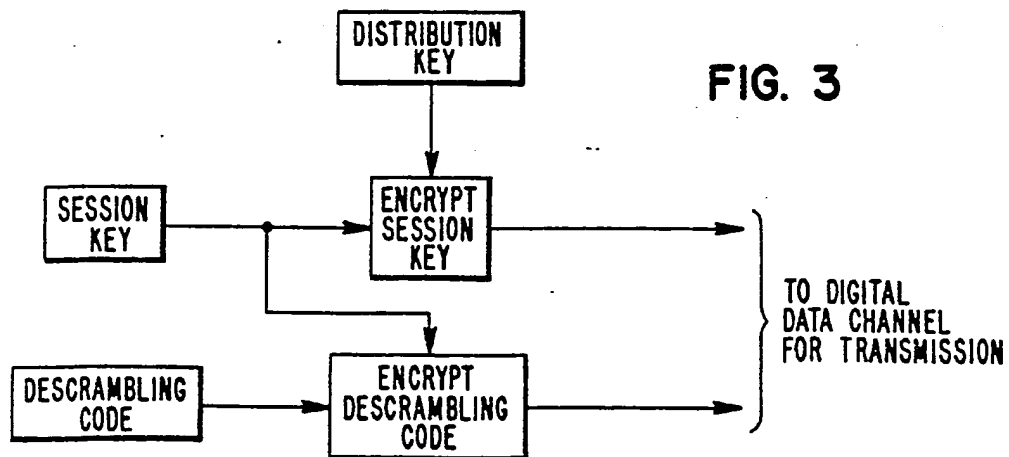 DISTRIBUTION
KEY
FIG. 3
SESSION
KEY
ENCRYPT
SESSION
KEY
TO DIGITAL
DATA CHANNEL
FOR TRANSMISSION
DESCRAMBLING
CODE
ENCRYPT
DESCRAMBLING
CODE